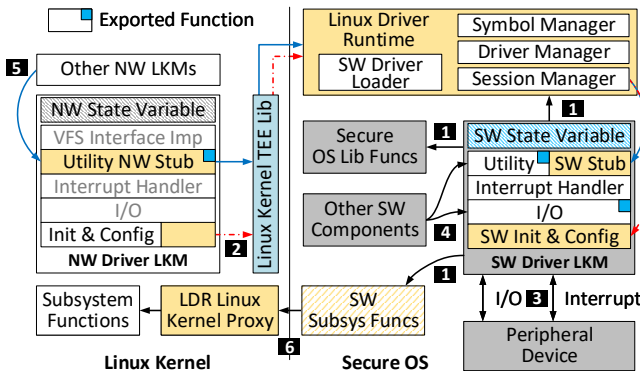 Exported Function
5
Other NW LKMs
NW State Variable
VFS Interface Imp
Utility NW Stub
Interrupt Handler
I/O
Init & Config
NW Driver LKM
2
Linux Kernel TEE Lib
Linux Driver
Runtime
SW Driver
Loader
Symbol Manager
Driver Manager
Session Manager
1
1
Secure
OS Lib Funcs
Other SW
Components
4
SW State Variable
Utility
SW Stub
Interrupt Handler
I/O
SW Init & Config
SW Driver LKM
1
Subsystem
Functions
LDR Linux
Kernel Proxy
6
SW
Subsys Funcs
I/O
3
Interrupt
Peripheral
Device
Linux Kernel
Secure OS